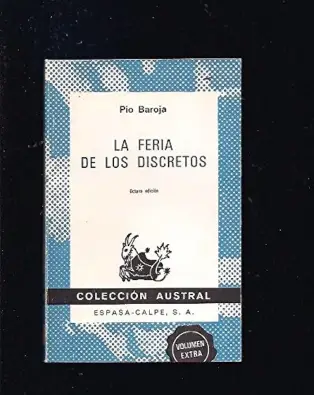 Pío Baroja
LA FERIA
DE LOS DISCRETOS
octava edición
COLECCIÓN AUSTRAL
ESPASA-CALPE, S. A.
VOLUMEN
EXTRA